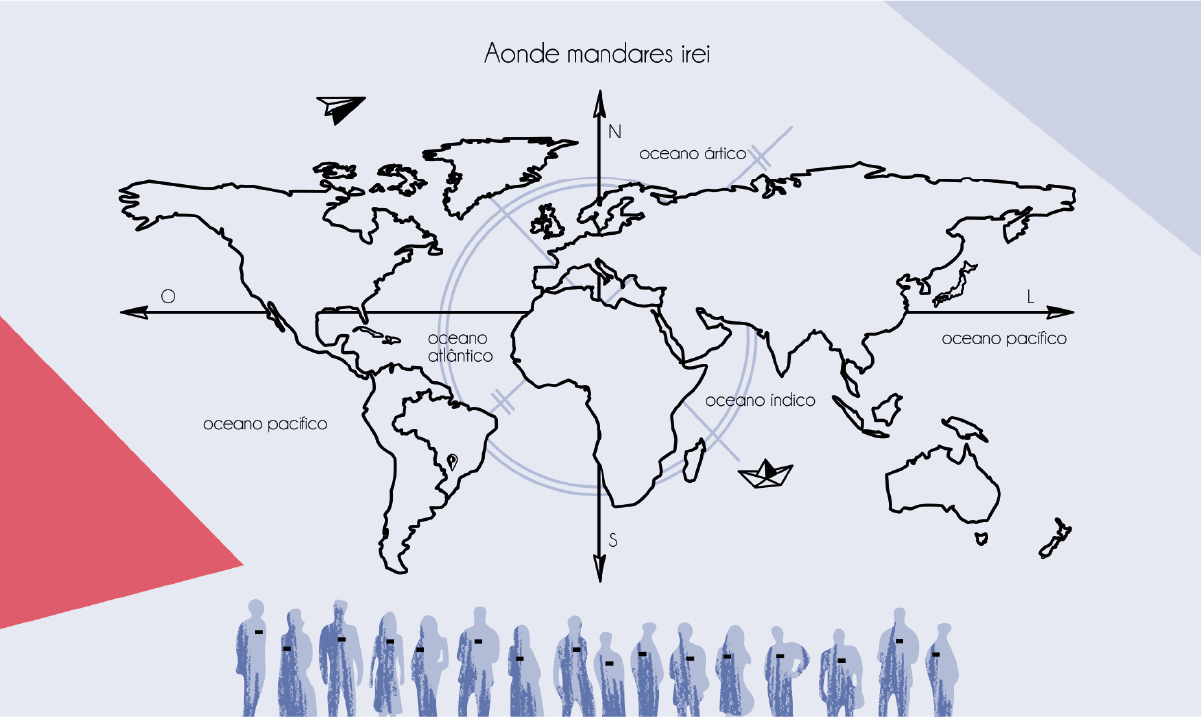 Aonde mandares irei
N
oceano ártico
O
L
oceano
atlântico
oceano pacífico
oceano índico
oceano pacífico
S